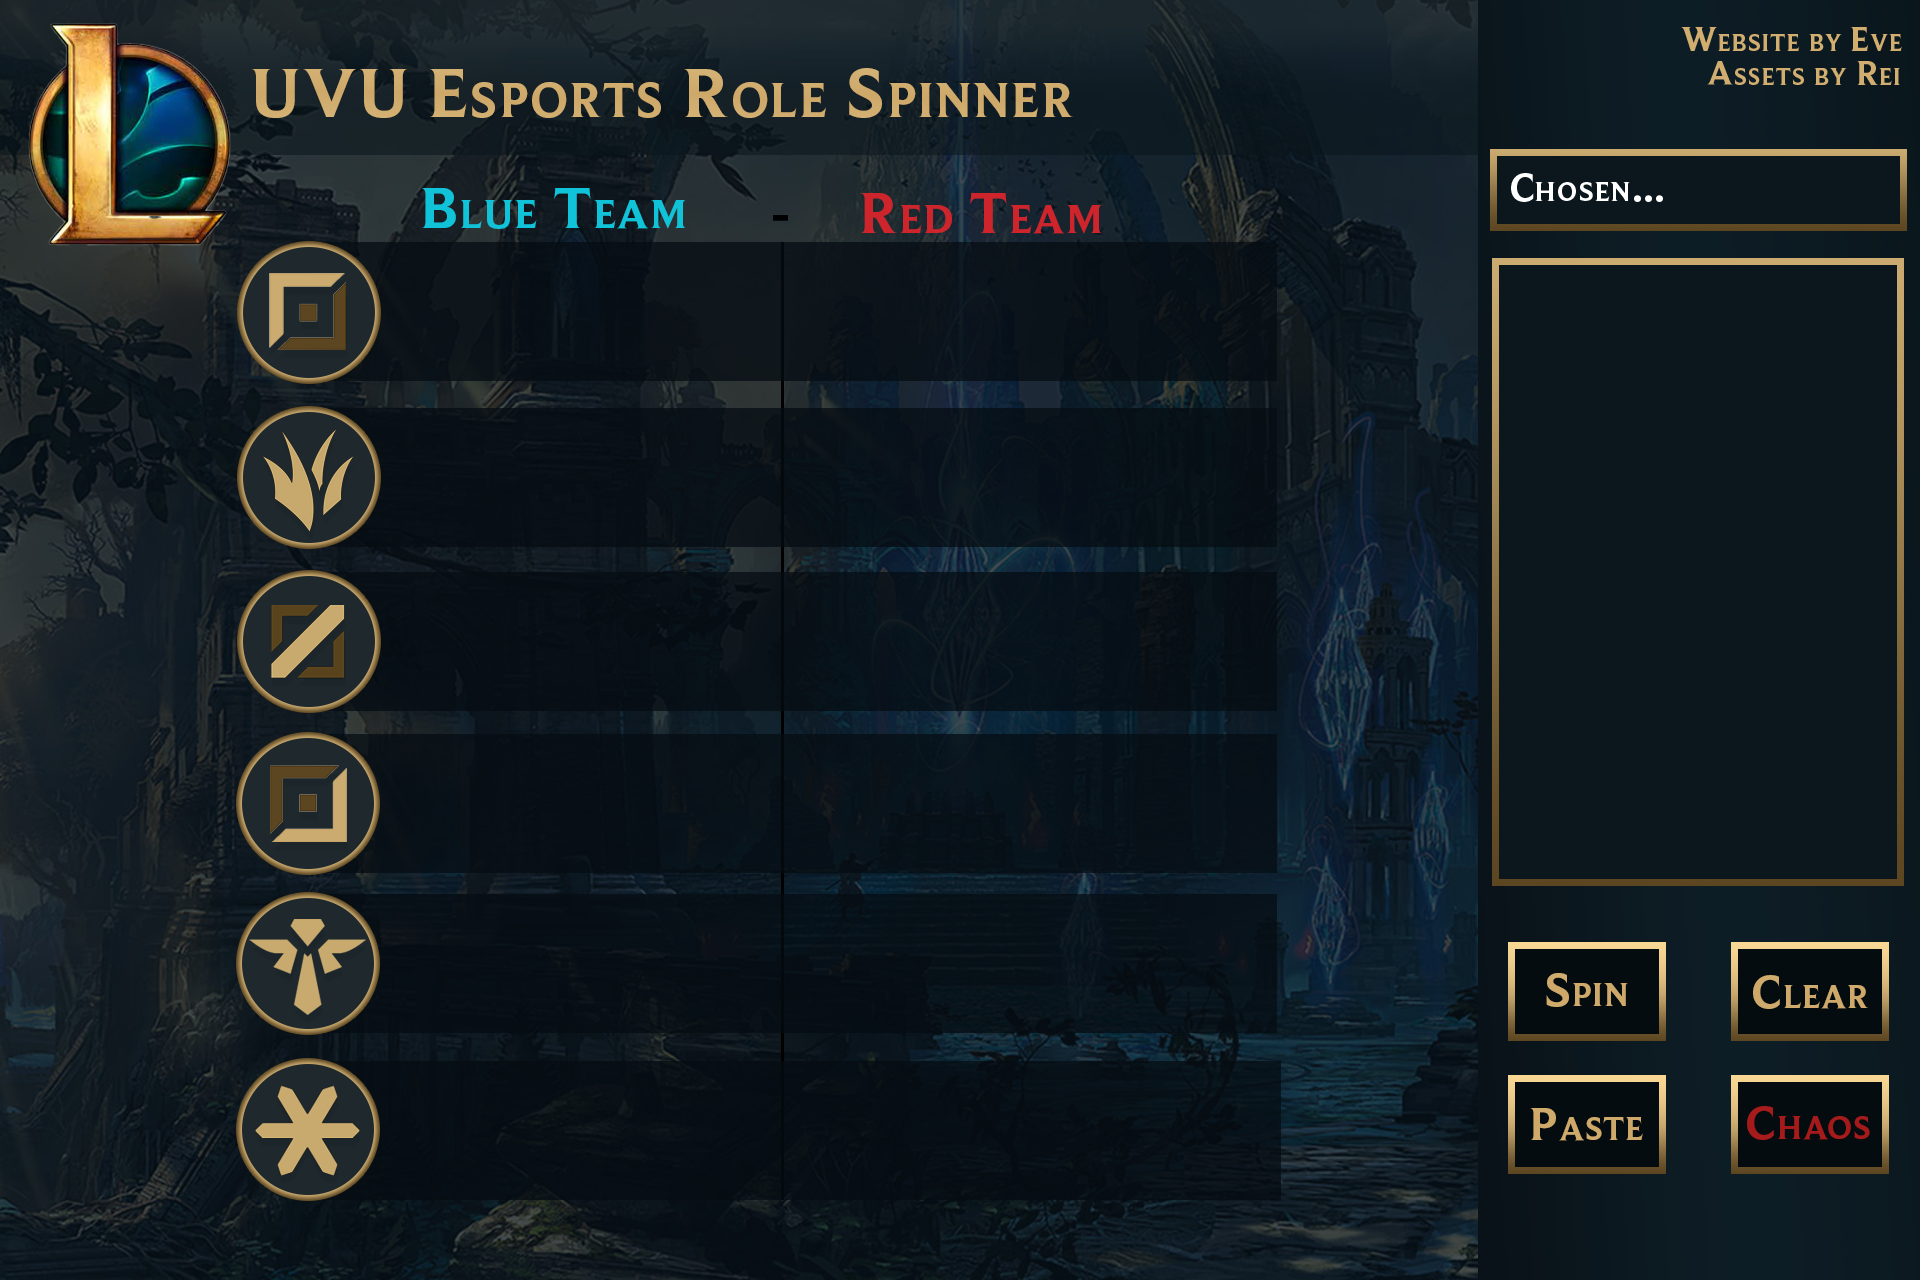 UVU Esports Role Spinner
Website by Eve
Assets by Rei
Blue Team - Red Team
Chosen...
Spin
Clear
Paste
Chaos